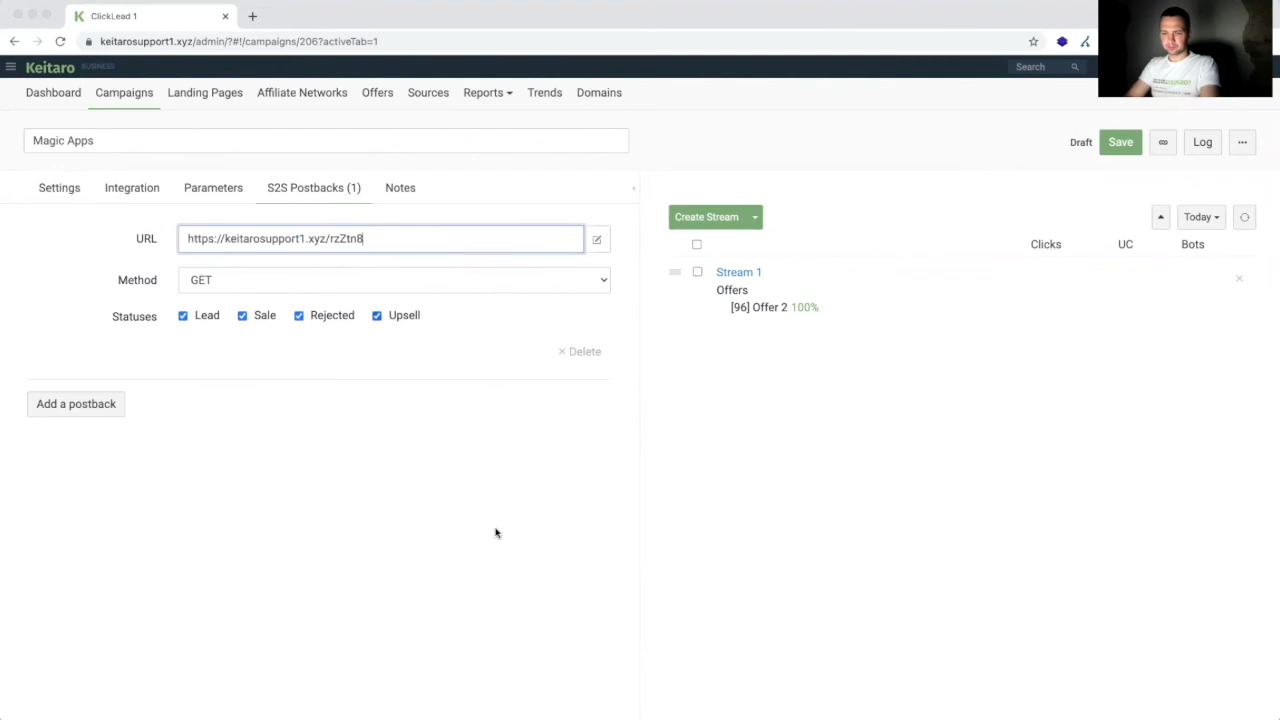 ClickLead 1
keitarosupport1.xyz/admin/?#!/campaigns/206?activeTab=1
Keitaro BUSINESS Search
Dashboard Campaigns Landing Pages Affiliate Networks Offers Sources Reports Trends Domains
Magic Apps Draft Save Log ...
Settings Integration Parameters S2S Postbacks (1) Notes
Create Stream Today
URL https://keitarosupport1.xyz/rzZtn8
Clicks UC Bots
Method GET
Stream 1
Offers
[96] Offer 2 100%
Statuses Lead Sale Rejected Upsell
× Delete
Add a postback